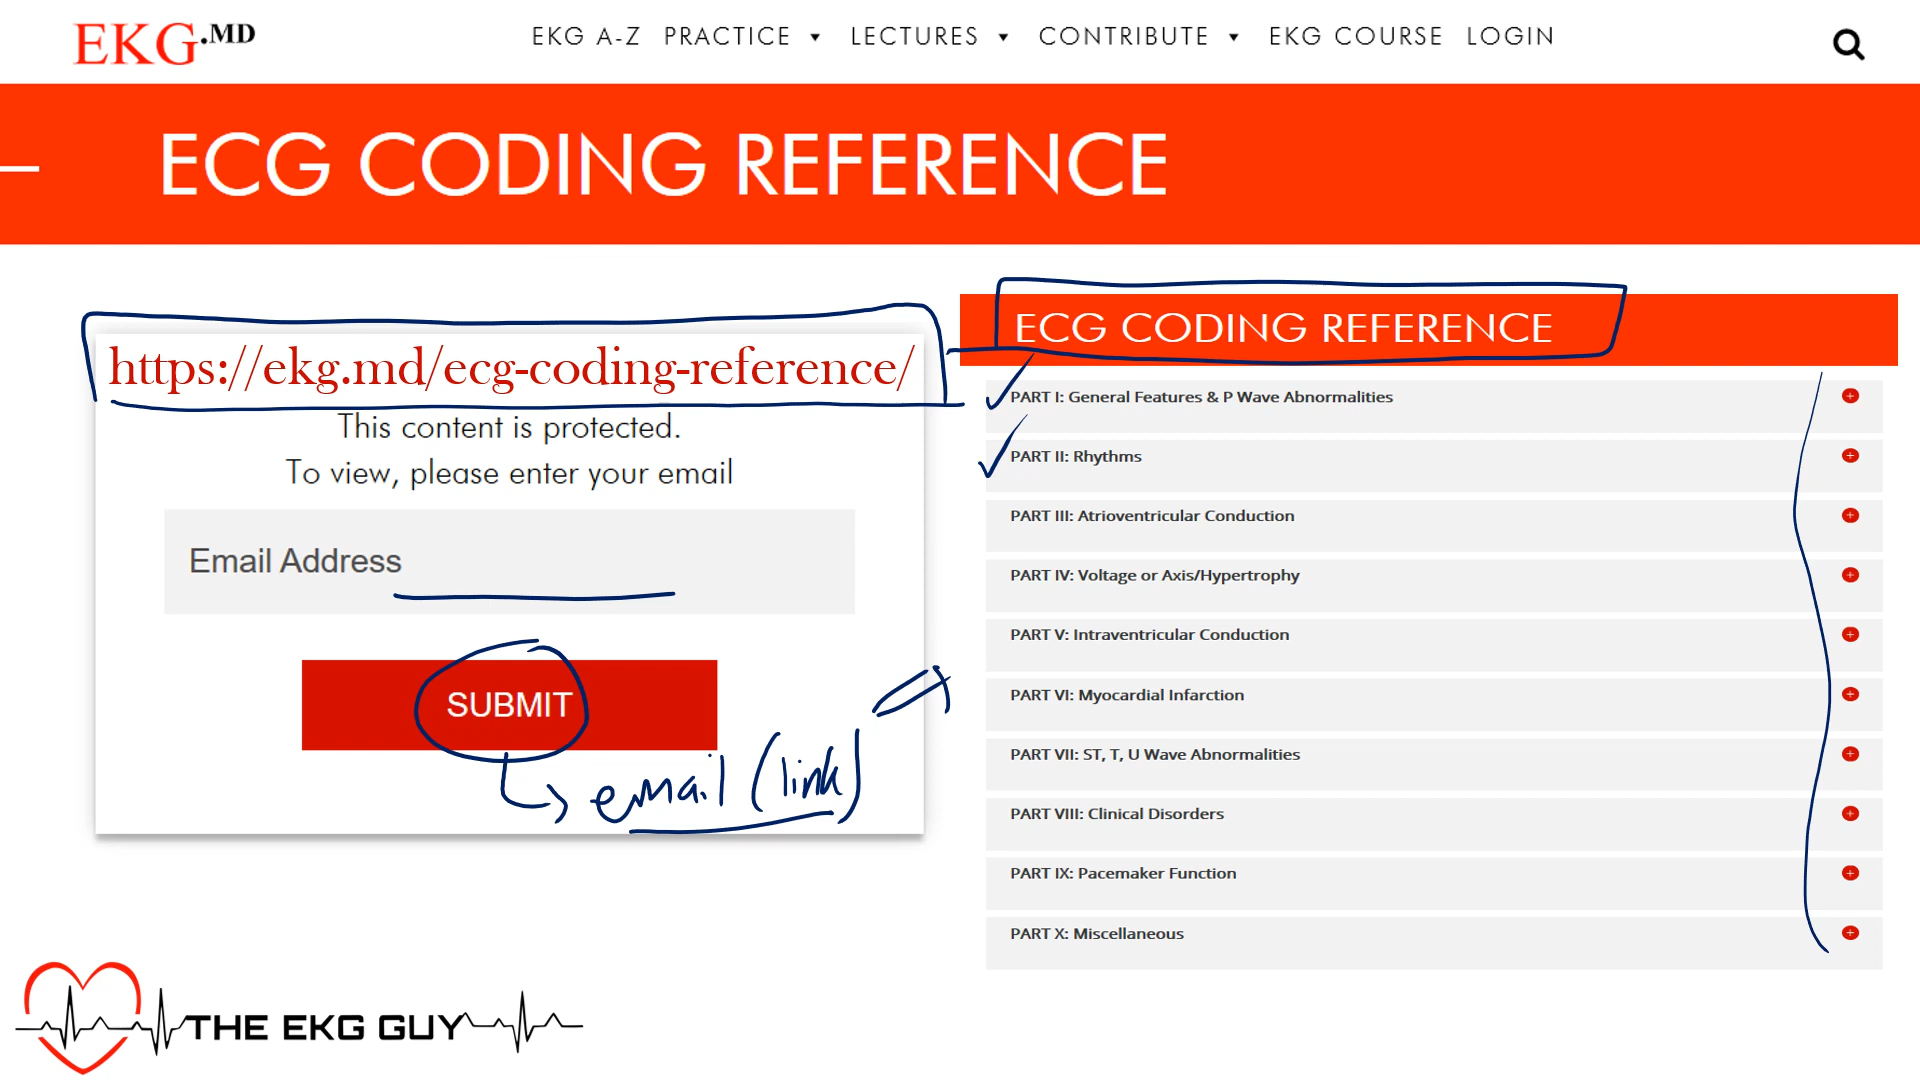 EKG.MD
EKG A-Z PRACTICE LECTURES CONTRIBUTE EKG COURSE LOGIN
ECG CODING REFERENCE
https://ekg.md/ecg-coding-reference/
This content is protected.
To view, please enter your email
Email Address
SUBMIT
email (link)
ECG CODING REFERENCE
PART I: General Features & P Wave Abnormalities
PART II: Rhythms
PART III: Atrioventricular Conduction
PART IV: Voltage or Axis/Hypertrophy
PART V: Intraventricular Conduction
PART VI: Myocardial Infarction
PART VII: ST, T, U Wave Abnormalities
PART VIII: Clinical Disorders
PART IX: Pacemaker Function
PART X: Miscellaneous
THE EKG GUY